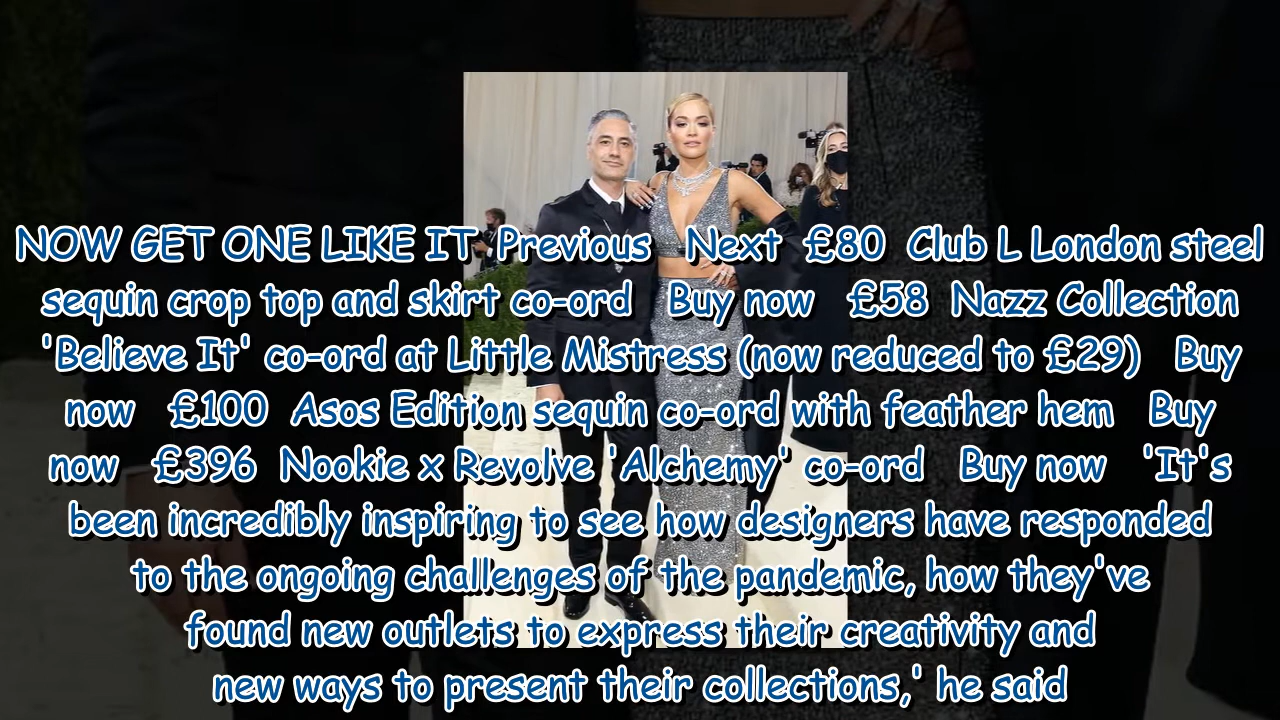 NOW GET ONE LIKE IT  Previous   Next  £80  Club L London steel
sequin crop top and skirt co-ord   Buy now   £58  Nazz Collection
'Believe It' co-ord at Little Mistress (now reduced to £29)   Buy
now   £100  Asos Edition sequin co-ord with feather hem   Buy
now   £396  Nookie x Revolve 'Alchemy' co-ord   Buy now   'It's
been incredibly inspiring to see how designers have responded
to the ongoing challenges of the pandemic, how they've
found new outlets to express their creativity and
new ways to present their collections,' he said